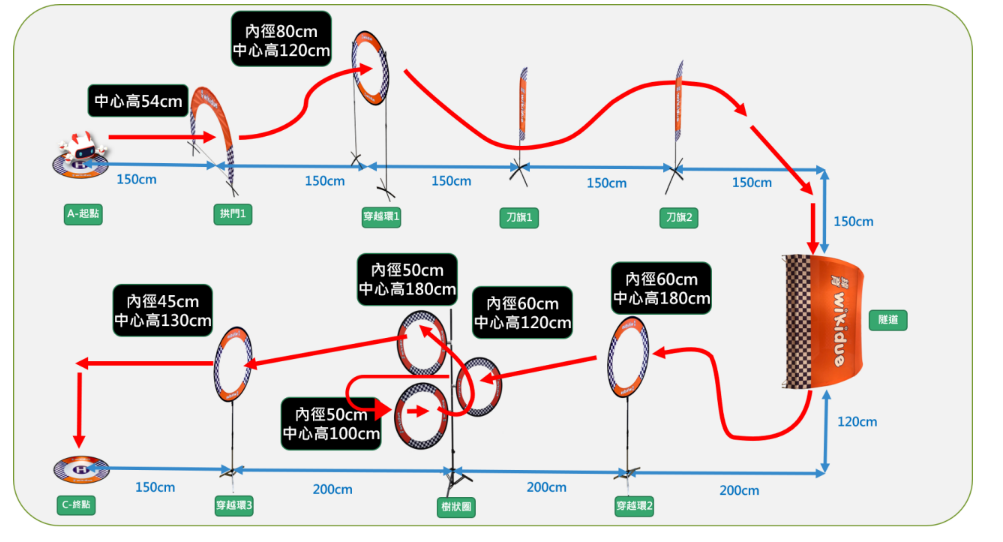 內徑80cm
中心高120cm
中心高54cm
150cm
150cm
150cm
150cm
150cm
A-起點
拱門1
穿越環1
刀旗1
刀旗2
150cm
內徑50cm
中心高180cm
內徑60cm
中心高180cm
內徑45cm
中心高130cm
內徑60cm
中心高120cm
wikidue
隧道
內徑50cm
中心高100cm
120cm
H
H
150cm
200cm
200cm
200cm
C-終點
穿越環3
樹狀圈
穿越環2